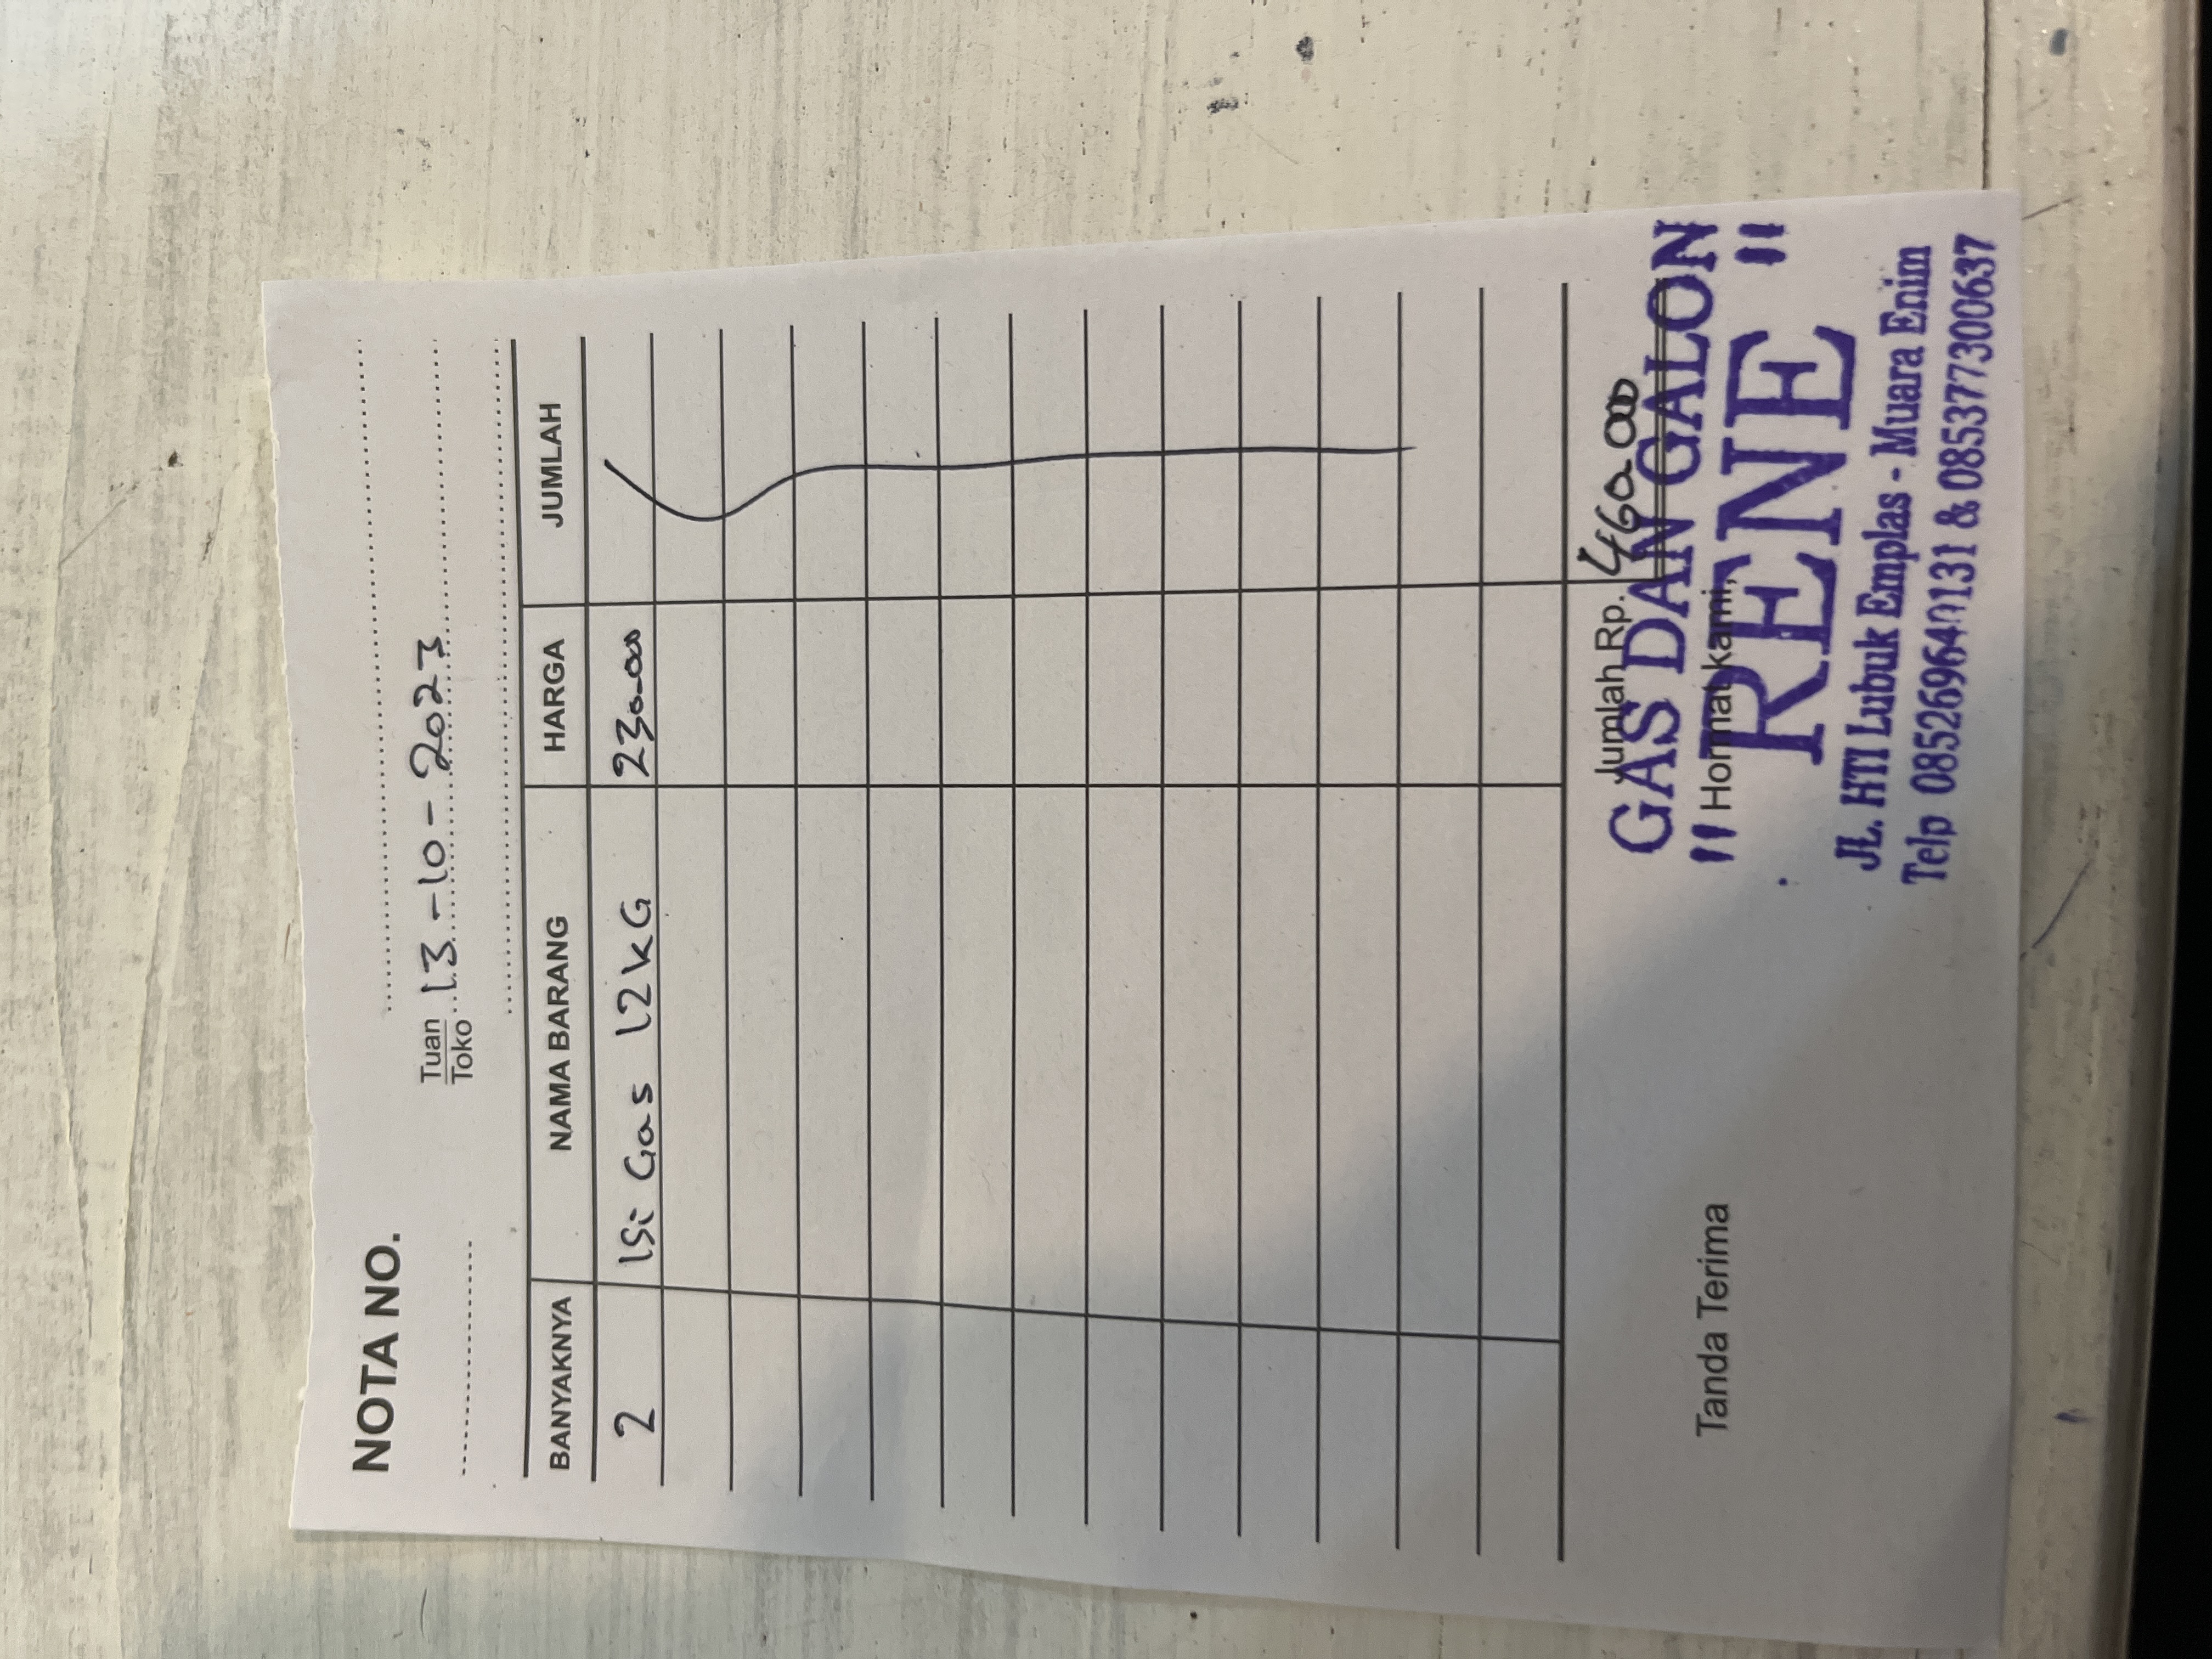 NOTA NO.
Tuan
Toko 13-10-2023
BANYAKNYA NAMA BARANG HARGA JUMLAH
2 Isi Gas 12KG 230.000
Jumlah Rp. 460.000
GAS DAN GALON
Tanda Terima Hormat kami,
" RENE "
JL. HTI Lubuk Emplas - Muara Enim
Telp & 085377300637